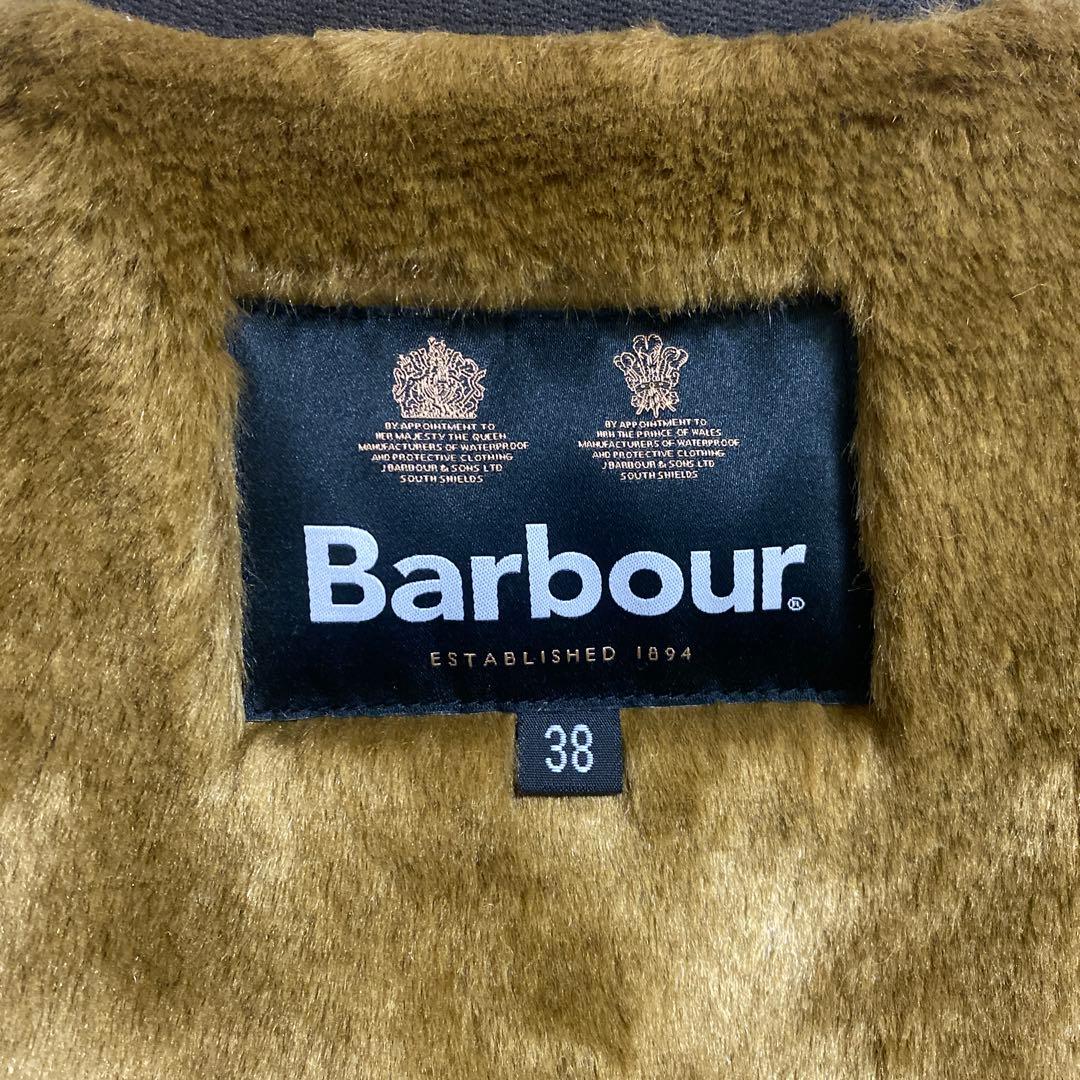 BY APPOINTMENT TO
HER MAJESTY THE QUEEN
MANUFACTURERS OF WATERPROOF
AND PROTECTIVE CLOTHING
J BARBOUR & SONS LTD
SOUTH SHIELDS
BY APPOINTMENT TO
HRH THE PRINCE OF WALES
MANUFACTURERS OF WATERPROOF
AND PROTECTIVE CLOTHING
J BARBOUR & SONS LTD
SOUTH SHIELDS
Barbour®
ESTABLISHED 1894
38